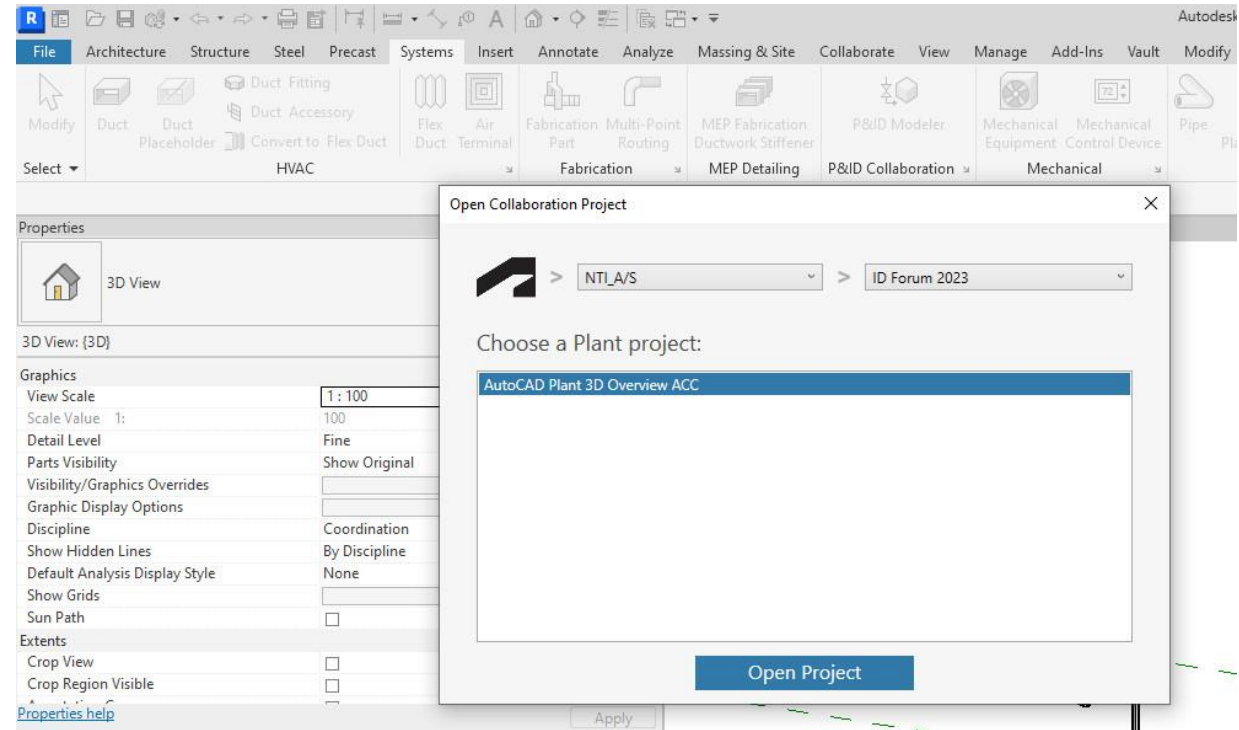 R
A
Autodesk
File Architecture Structure Steel Precast Systems Insert Annotate Analyze Massing & Site Collaborate View Manage Add-Ins Vault Modify
Modify
Duct
Duct Placeholder
Duct Fitting
Duct Accessory
Convert to Flex Duct
Flex Duct
Air Terminal
Fabrication Part
Multi-Point Routing
MEP Fabrication Ductwork Stiffener
P&ID Modeler
Mechanical Equipment
72
Mechanical Control Device
Pipe
Pl
Select HVAC Fabrication MEP Detailing P&ID Collaboration Mechanical
Properties
3D View
3D View: {3D}
Graphics
View Scale 1 : 100
Scale Value 1: 100
Detail Level Fine
Parts Visibility Show Original
Visibility/Graphics Overrides
Graphic Display Options
Discipline Coordination
Show Hidden Lines By Discipline
Default Analysis Display Style None
Show Grids
Sun Path
Extents
Crop View
Crop Region Visible
Properties help
Apply
Open Collaboration Project
> NTI_A/S > ID Forum 2023
Choose a Plant project:
AutoCAD Plant 3D Overview ACC
Open Project